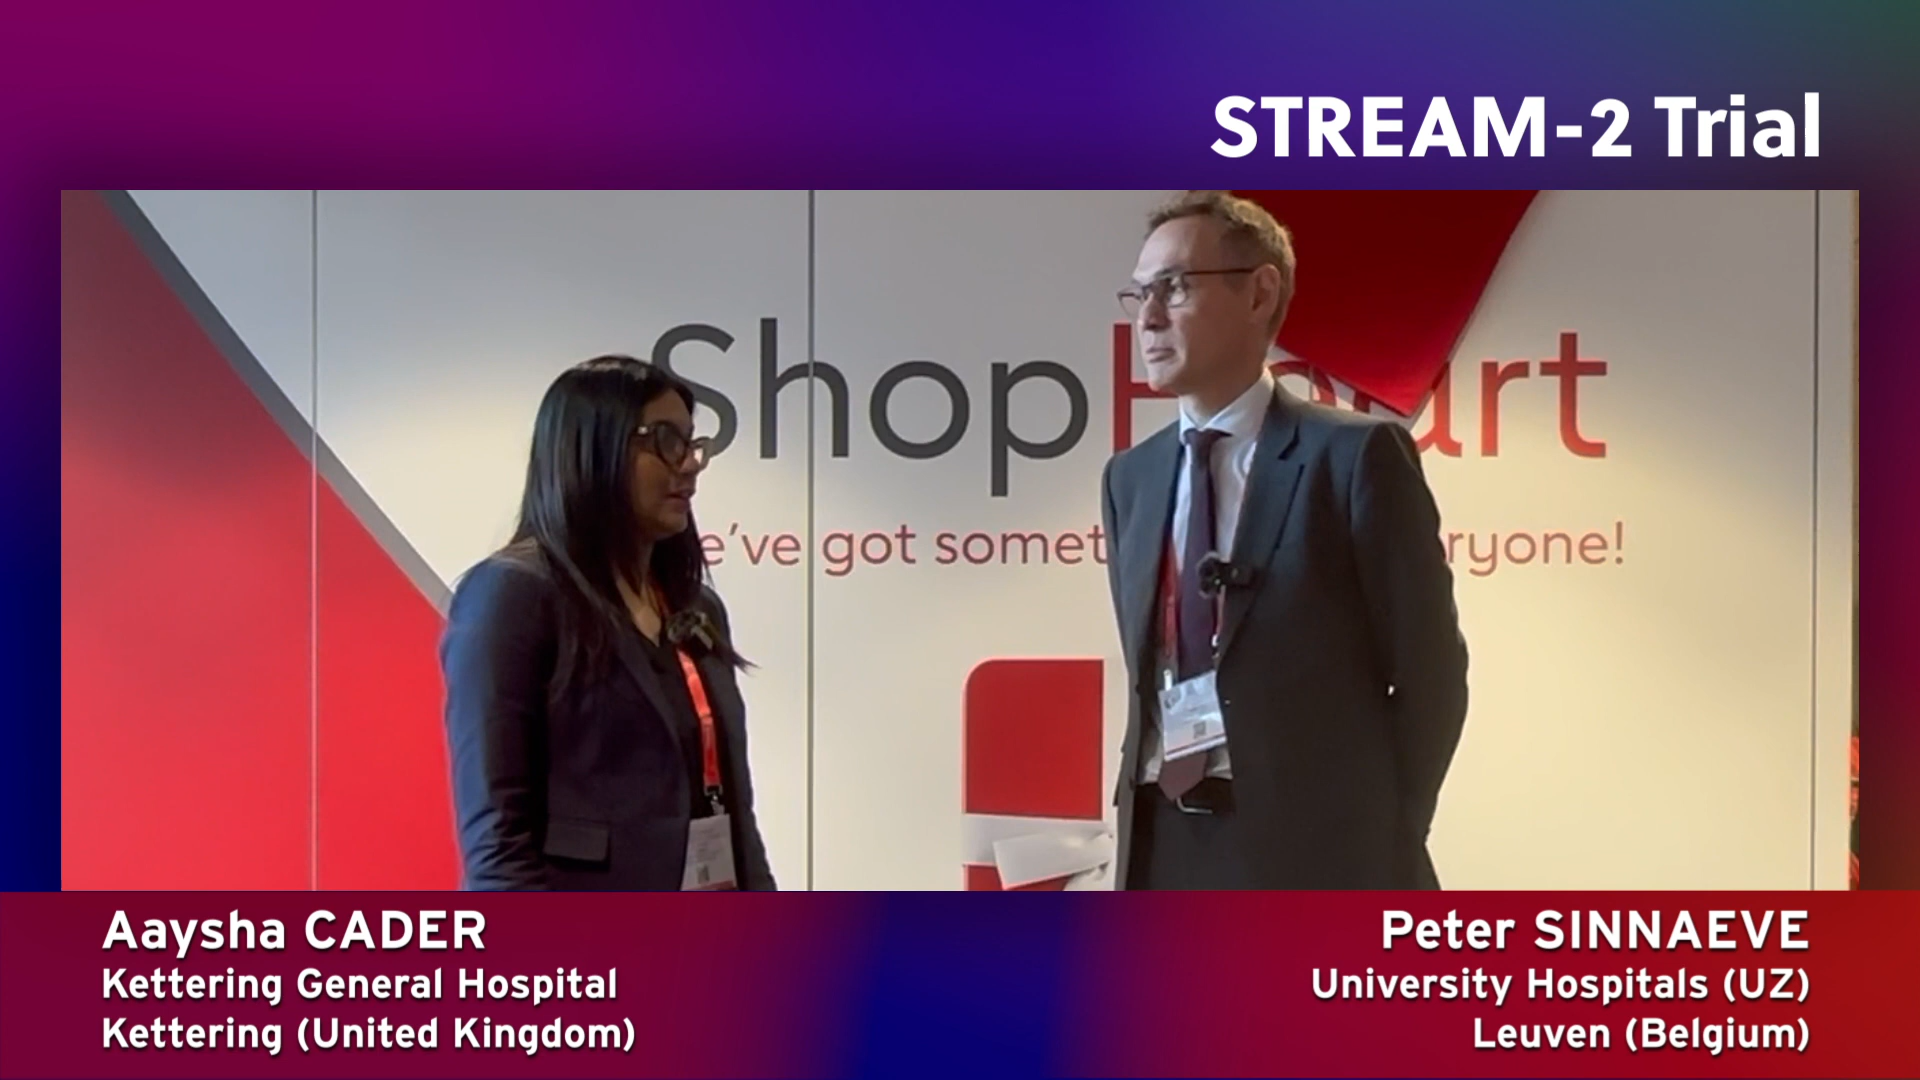 STREAM-2 Trial
Shop
rt
e've got somet ryone!
Aaysha CADER
Kettering General Hospital
Kettering (United Kingdom)
Peter SINNAEVE
University Hospitals (UZ)
Leuven (Belgium)